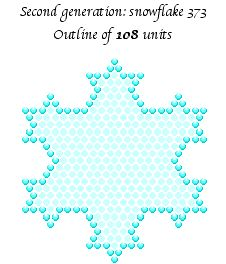 Second generation: snowflake 373
Outline of 108 units